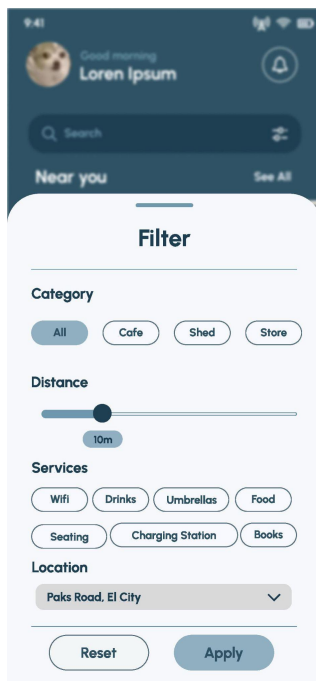 9:41
Good morning
Loren Ipsum
Search
Near you See All
Filter
Category
All Cafe Shed Store
Distance
10m
Services
Wifi Drinks Umbrellas Food
Seating Charging Station Books
Location
Paks Road, El City
Reset Apply